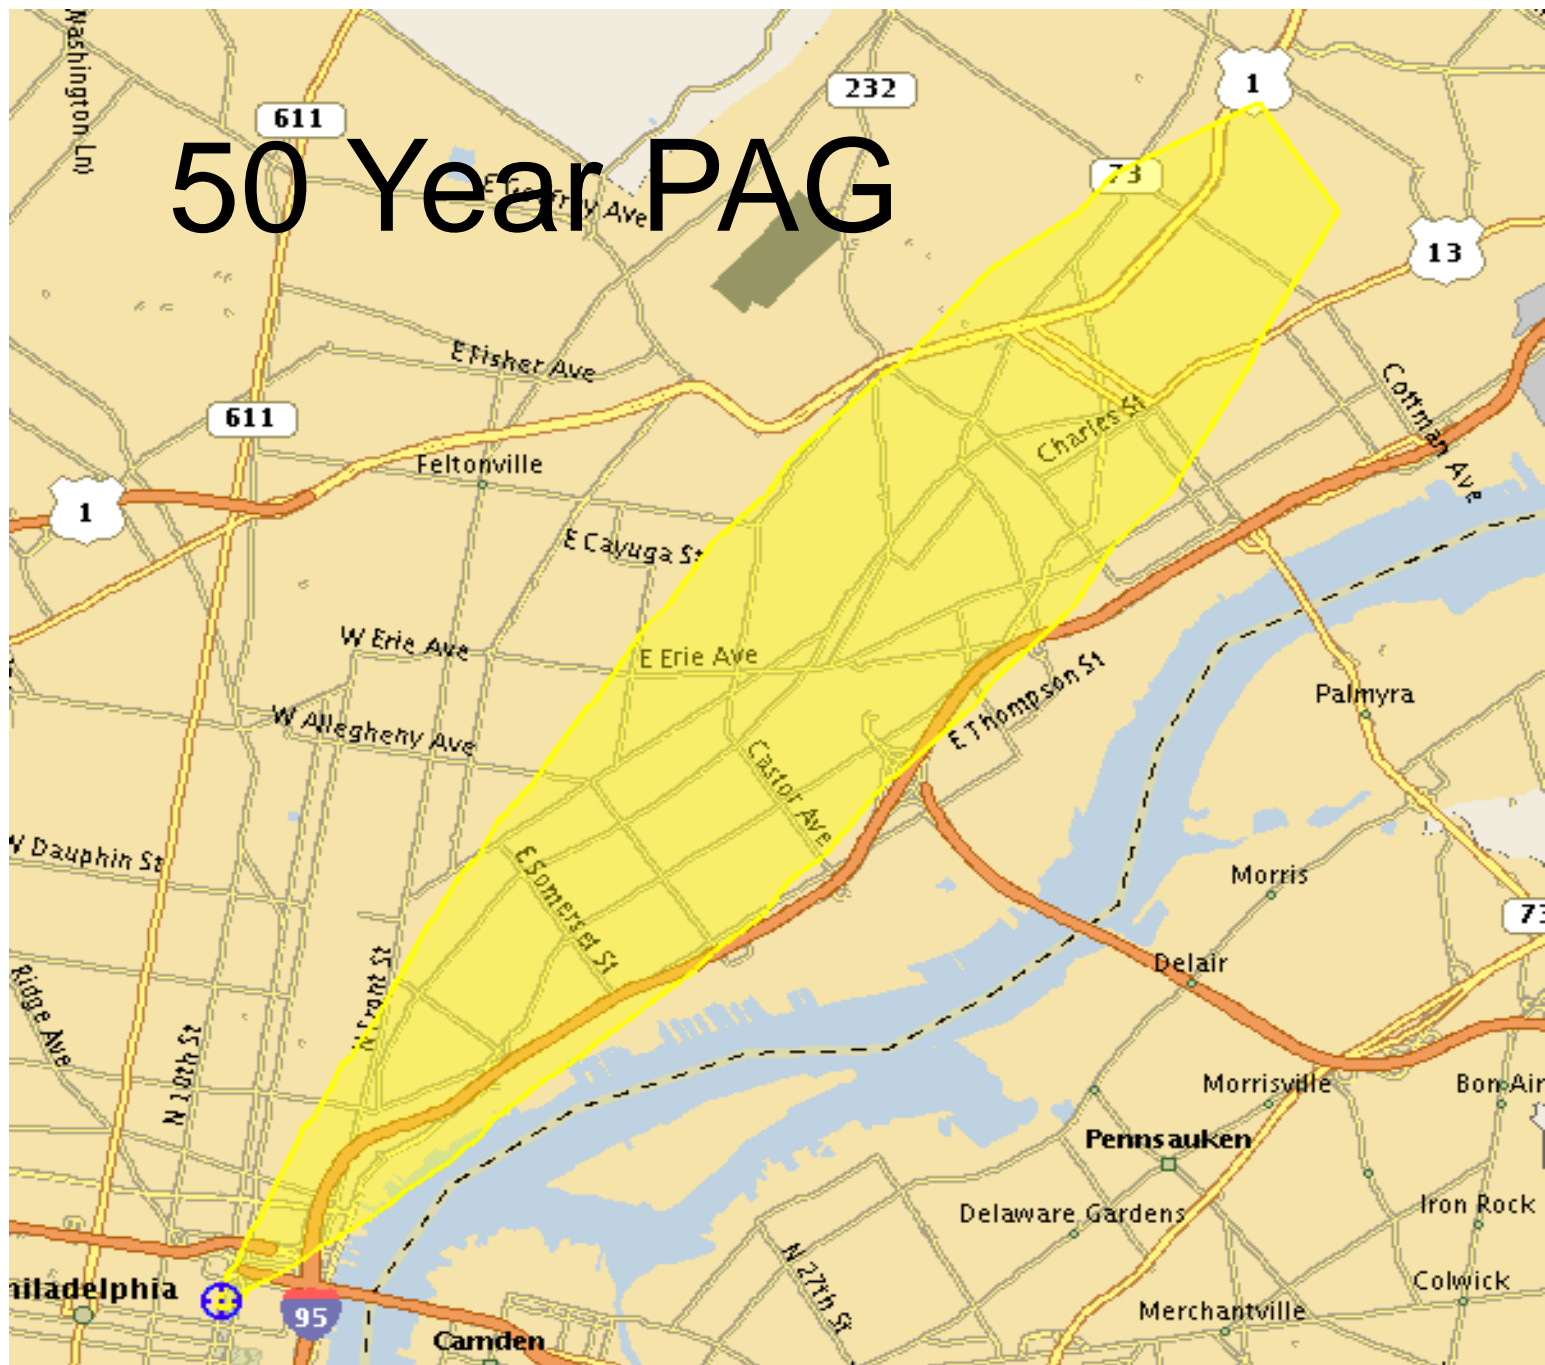 Washington Ln
611
232
1
50 Year PAG
73
13
E Fisher Ave
611
Cottman Ave
Charles St
Feltonville
1
E Cayuga St
W Erie Ave
E Erie Ave
E Thompson St
Palmyra
W Allegheny Ave
Castor Ave
W Dauphin St
E Somerset St
Morris
73
Delair
N Front St
Ridge Ave
N 10th St
Morrisville
Bon Air
Pennsauken
Delaware Gardens
Iron Rock
N 27th St
hiladelphia
95
Colwick
Merchantville
Camden